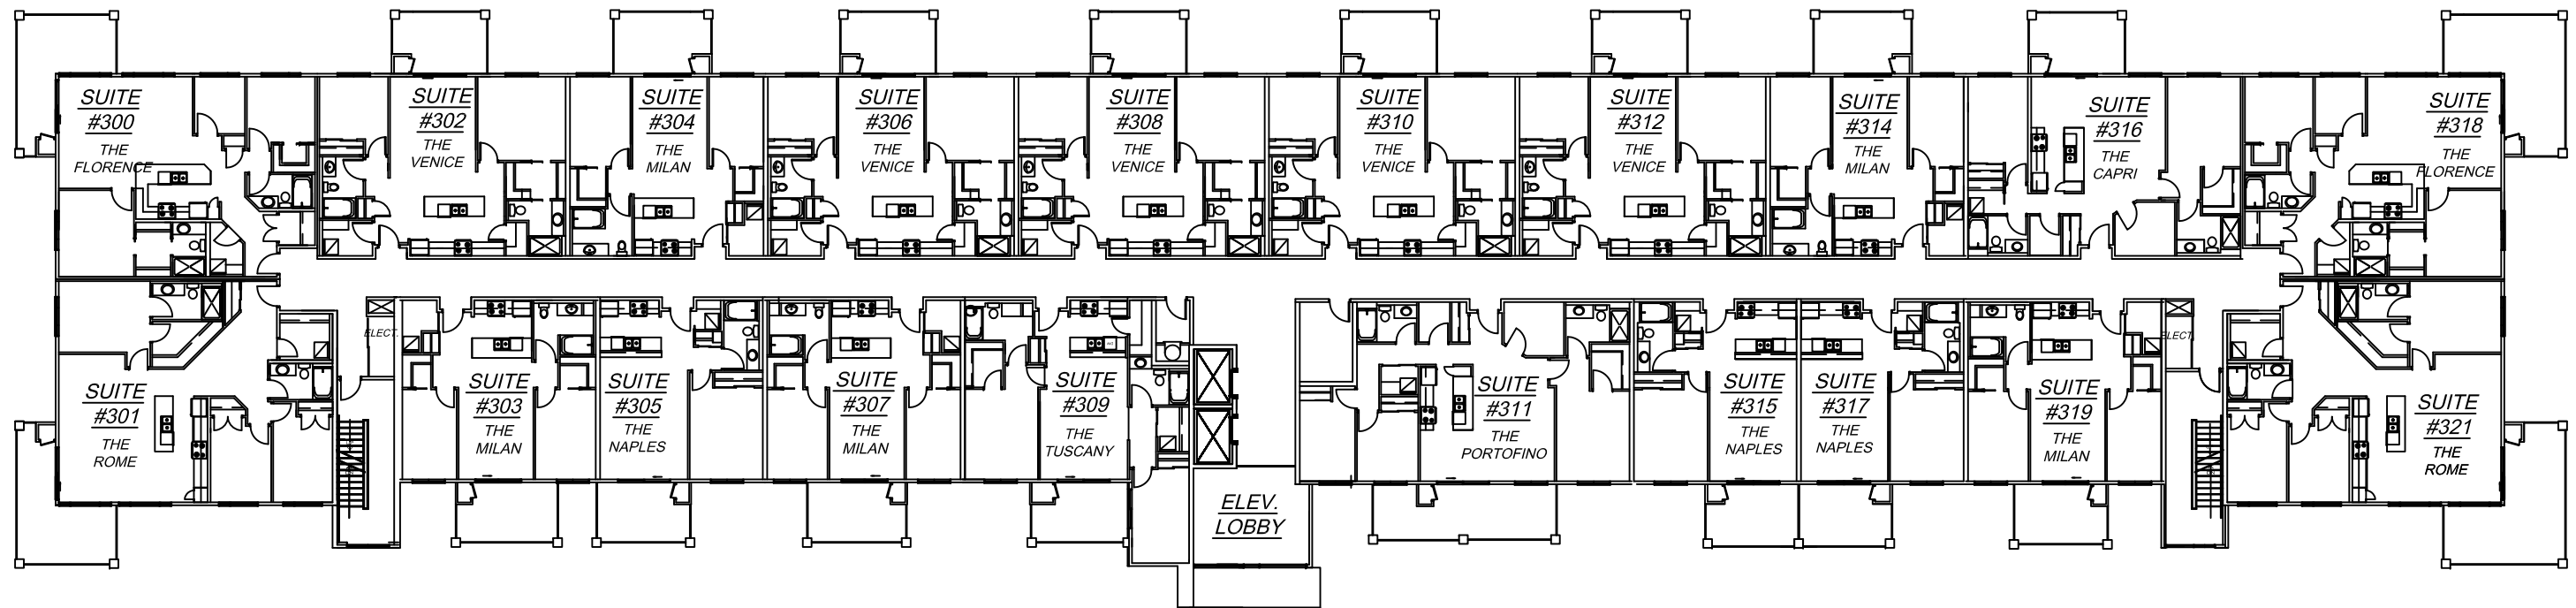 SUITE
#300
THE
FLORENCE
SUITE
#302
THE
VENICE
SUITE
#304
THE
MILAN
SUITE
#306
THE
VENICE
SUITE
#308
THE
VENICE
SUITE
#310
THE
VENICE
SUITE
#312
THE
VENICE
SUITE
#314
THE
MILAN
SUITE
#316
THE
CAPRI
SUITE
#318
THE
FLORENCE
SUITE
#301
THE
ROME
ELECT.
SUITE
#303
THE
MILAN
SUITE
#305
THE
NAPLES
SUITE
#307
THE
MILAN
SUITE
#309
THE
TUSCANY
ELEV.
LOBBY
SUITE
#311
THE
PORTOFINO
SUITE
#315
THE
NAPLES
SUITE
#317
THE
NAPLES
SUITE
#319
THE
MILAN
ELECT.
SUITE
#321
THE
ROME